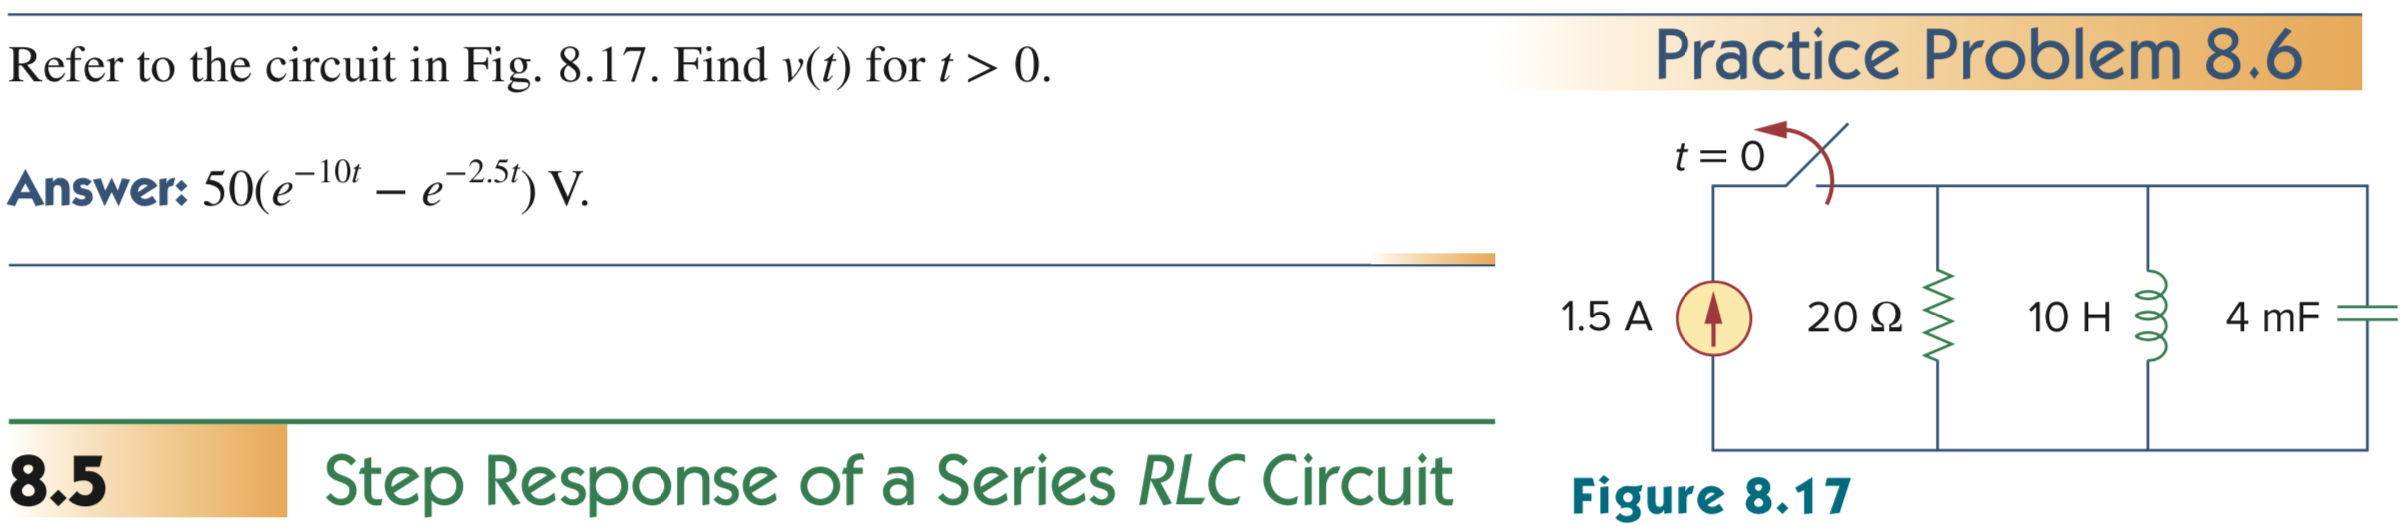 Refer to the circuit in Fig. 8.17. Find v(t) for t > 0.
Answer: 50(e^{−10t} − e^{−2.5t}) V.
Practice Problem 8.6
t = 0
1.5 A
20 Ω
10 H
4 mF
Figure 8.17
8.5 Step Response of a Series RLC Circuit